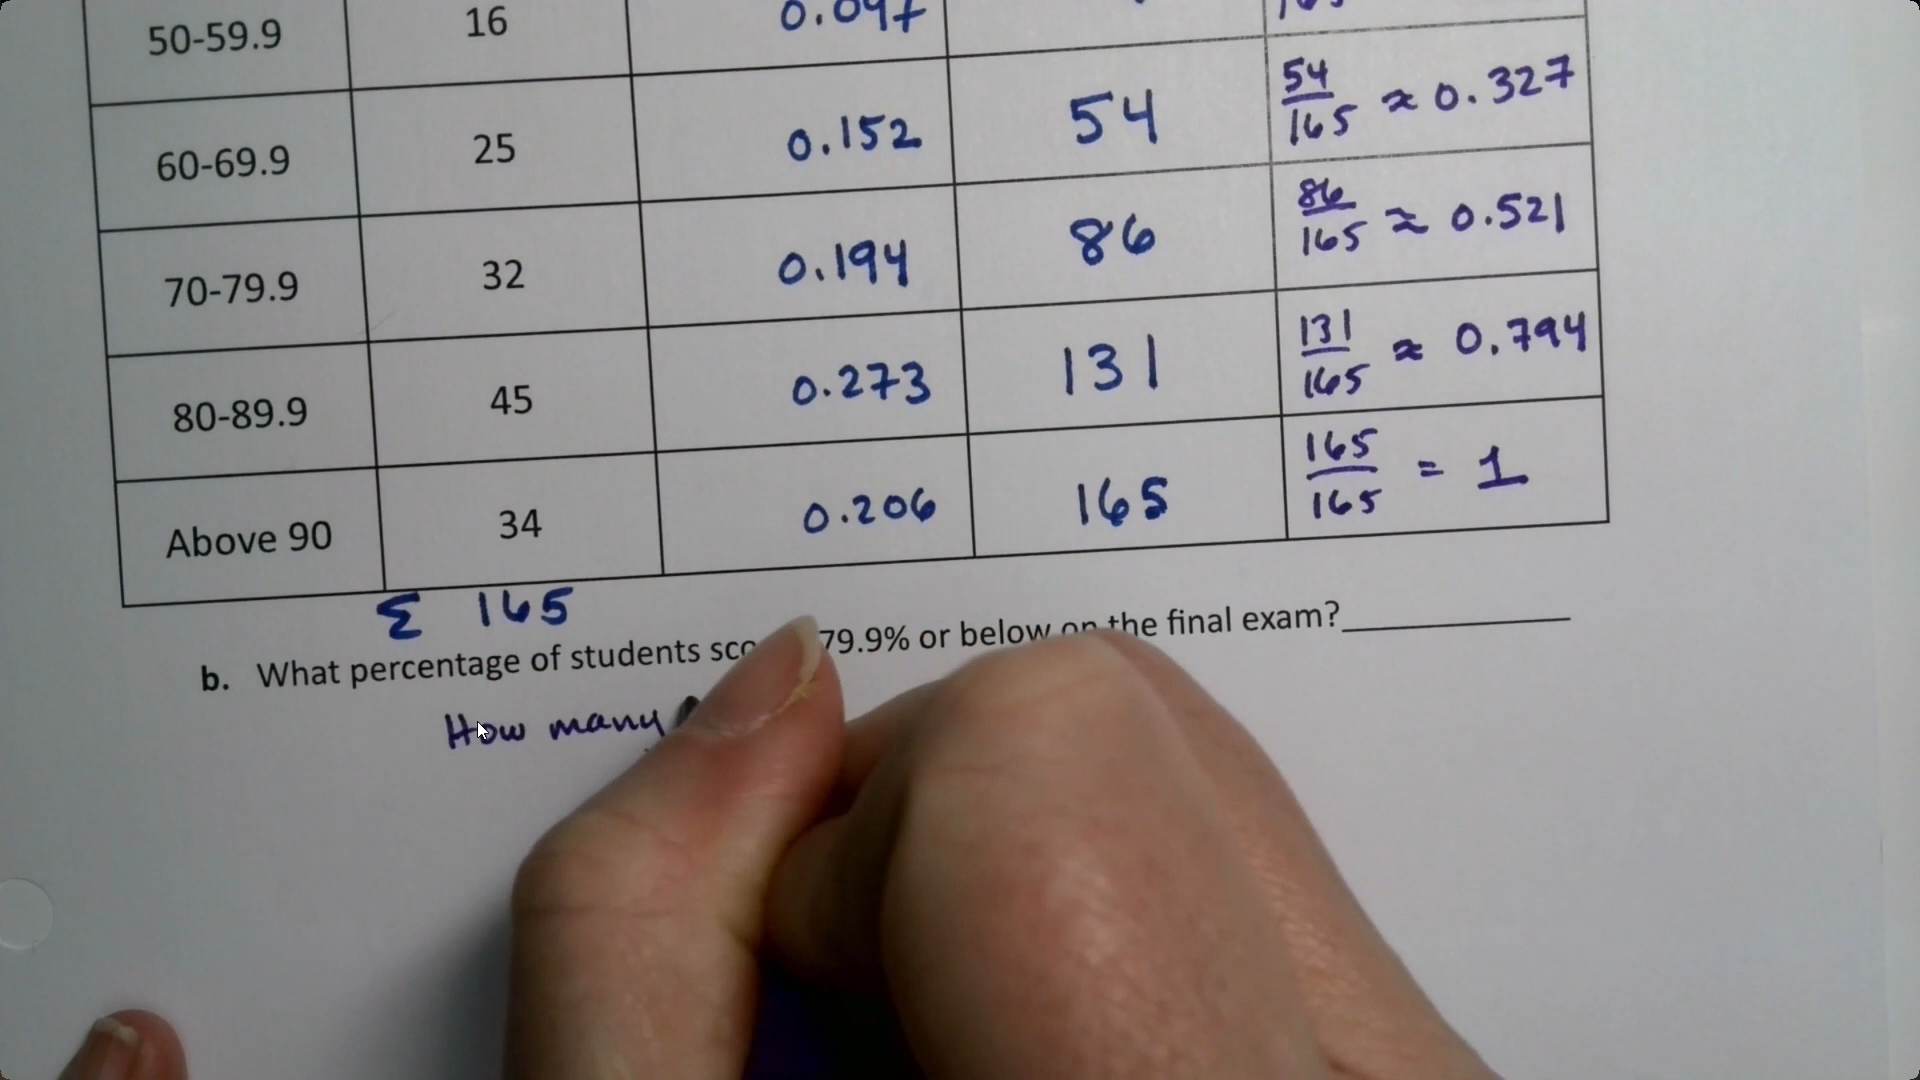 50-59.9 16 0.097
60-69.9 25 0.152 54 54/165 ≈ 0.327
70-79.9 32 0.194 86 86/165 ≈ 0.521
80-89.9 45 0.273 131 131/165 ≈ 0.794
Above 90 34 0.206 165 165/165 = 1
Σ 165
b. What percentage of students 79.9% or below on the final exam?
How many